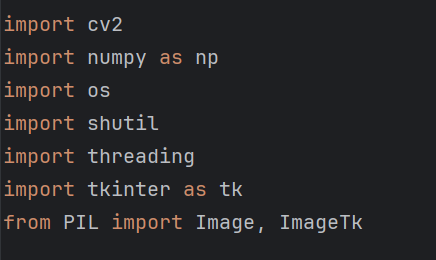 import cv2
import numpy as np
import os
import shutil
import threading
import tkinter as tk
from PIL import Image, ImageTk